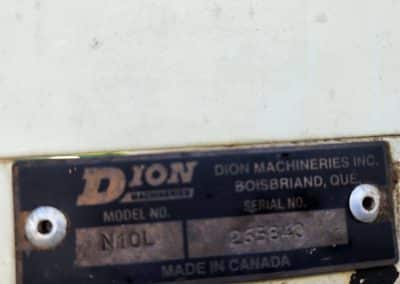 DION
MACHINERIES
DION MACHINERIES INC.
BOISBRIAND, QUE.
MODEL NO.
SERIAL NO.
N10L
265843
MADE IN CANADA